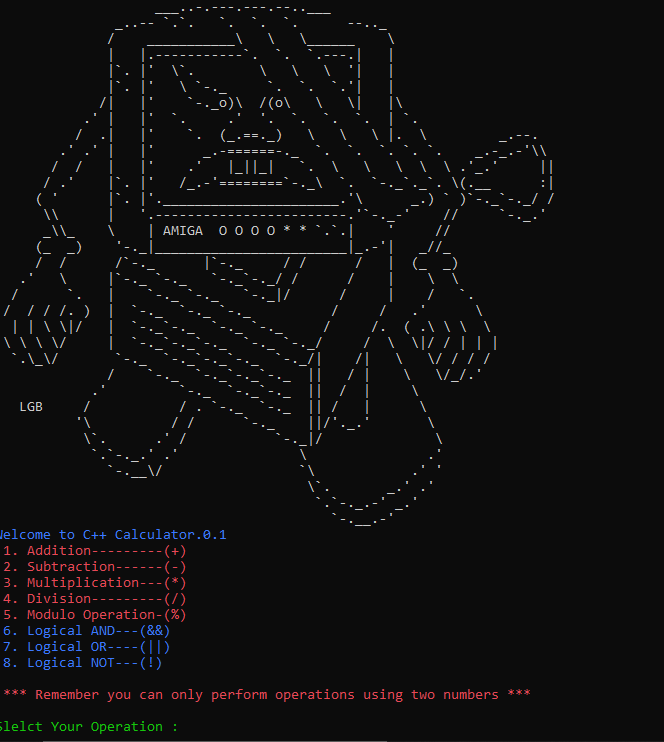 AMIGA O O O O * *
LGB
Welcome to C++ Calculator.0.1
1. Addition---------(+)
2. Subtraction------(-)
3. Multiplication---(*)
4. Division---------(/)
5. Modulo Operation-(%)
6. Logical AND---(&&)
7. Logical OR----(||)
8. Logical NOT---(!)
*** Remember you can only perform operations using two numbers ***
Slelct Your Operation :